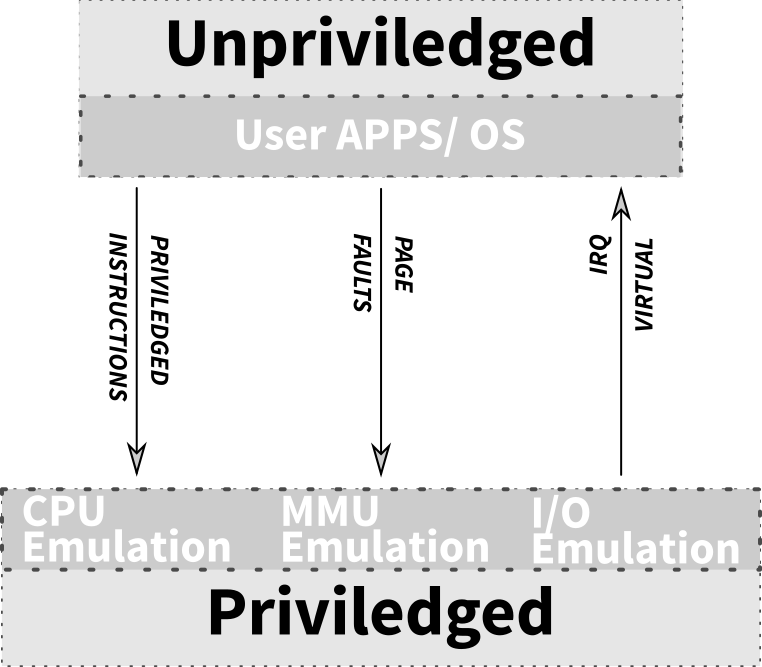 Unpriviledged
User APPS/ OS
PRIVILEDGED
INSTRUCTIONS
PAGE
FAULTS
VIRTUAL
IRQ
CPU
Emulation
MMU
Emulation
I/O
Emulation
Priviledged